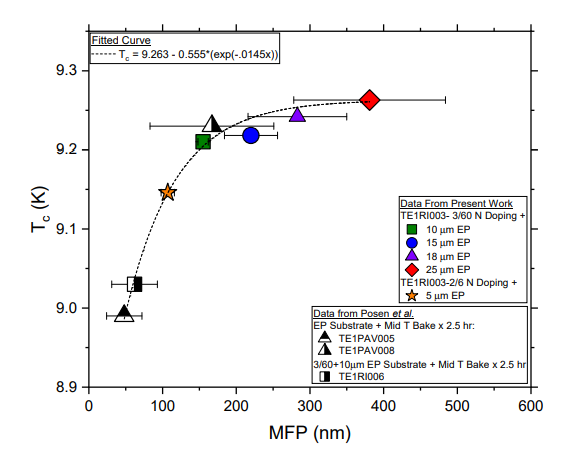 Fitted Curve
T_c = 9.263 - 0.555*(exp(-.0145x))
9.3
9.2
9.1
9.0
8.9
T_c (K)
Data From Present Work
TE1RI003- 3/60 N Doping +
10 μm EP
15 μm EP
18 μm EP
25 μm EP
TE1RI003-2/6 N Doping +
5 μm EP
Data from Posen et al.
EP Substrate + Mid T Bake x 2.5 hr:
TE1PAV005
TE1PAV008
3/60+10μm EP Substrate + Mid T Bake x 2.5 hr
TE1RI006
0 100 200 300 400 500 600
MFP (nm)